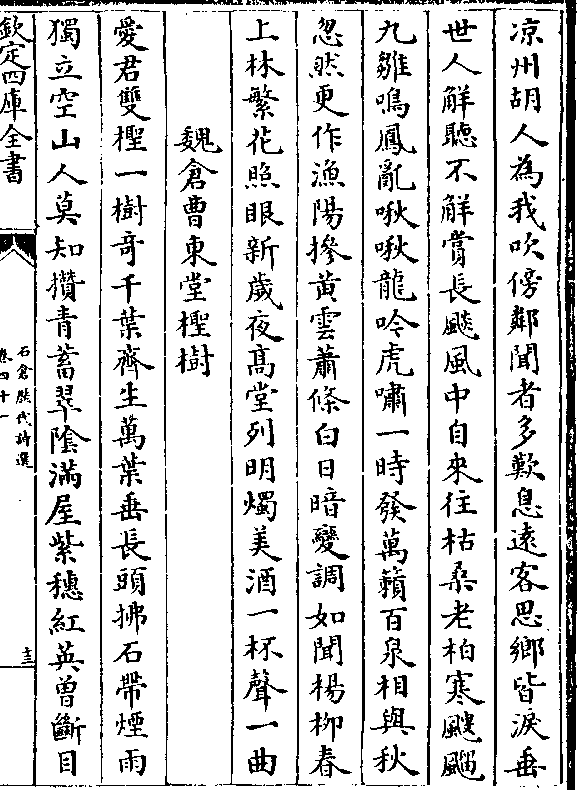 凉州胡人為我吹傍鄰聞者多歎息逺客思鄉皆淚垂
世人解聽不解賞長飈風中自來往枯桑老柏寒颼飀
九雛鳴鳳亂啾啾龍吟虎嘯一時發萬籟百泉相與秋
忽然更作漁陽摻黄雲蕭條白日暗變調如聞楊栁春
上林繁花照眼新歲夜髙堂列明燭美酒一杯聲一曲
魏倉曹東堂檉樹
愛君雙檉一樹奇千葉齊生萬葉垂長頭拂石帶煙雨
獨立空山人莫知攢青蓄翠陰滿屋紫穗紅英曾斷目
欽定四庫全書
石倉歴代詩選
卷四十一
十三